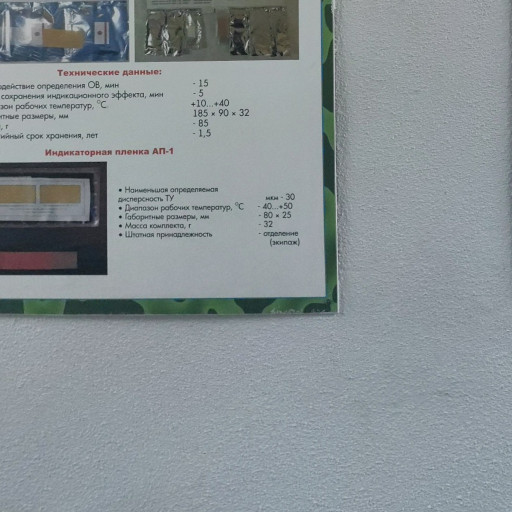 Технические данные:
действие определения ОВ, мин - 15
сохранения индикационного эффекта, мин - 5
зон рабочих температур, °С +10...+40
итные размеры, мм 185 × 90 × 32
, г - 85
тийный срок хранения, лет - 1,5
Индикаторная пленка АП-1
• Наименьшая определяемая
дисперсность ТУ мкм - 30
• Диапазон рабочих температур, °С - 40...+50
• Габаритные размеры, мм - 80 × 25
• Масса комплекта, г - 32
• Штатная принадлежность - отделение
(экипаж)